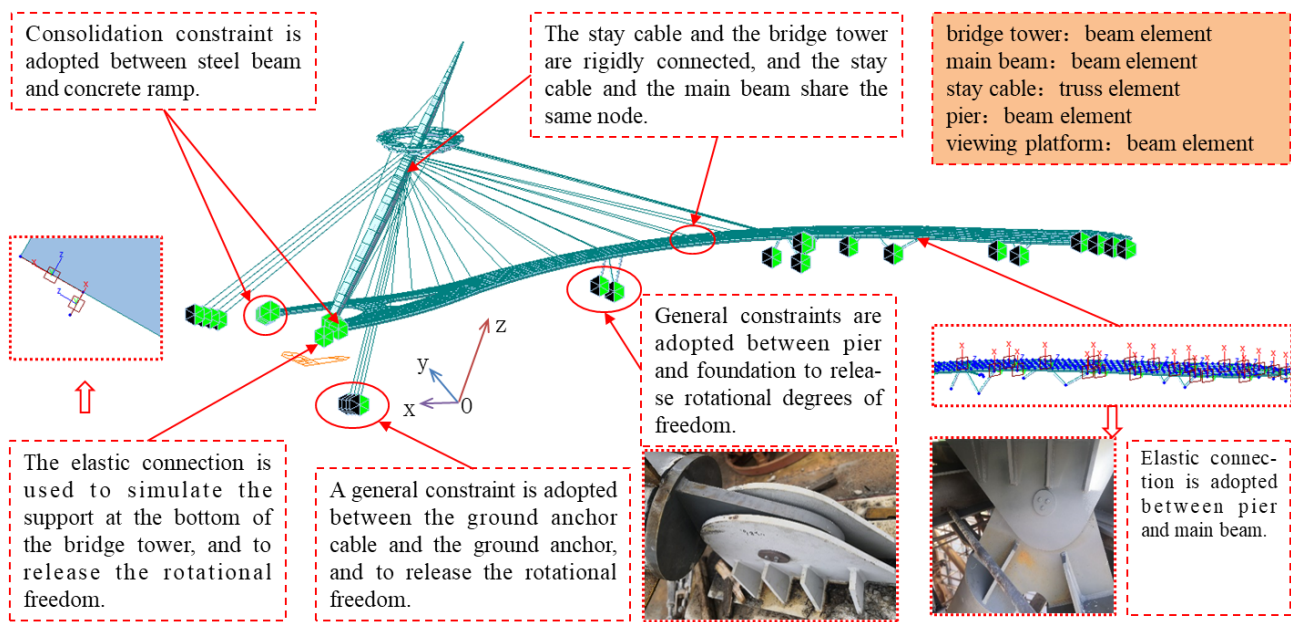 Consolidation constraint is
adopted between steel beam
and concrete ramp.
The stay cable and the bridge tower
are rigidly connected, and the stay
cable and the main beam share the
same node.
bridge tower： beam element
main beam： beam element
stay cable： truss element
pier： beam element
viewing platform： beam element
z
x
z
x
z
y
x
0
General constraints are
adopted between pier
and foundation to relea-
se rotational degrees of
freedom.
The elastic connection is
used to simulate the
support at the bottom of
the bridge tower, and to
release the rotational
freedom.
A general constraint is adopted
between the ground anchor
cable and the ground anchor,
and to release the rotational
freedom.
Elastic connec-
tion is adopted
between pier
and main beam.